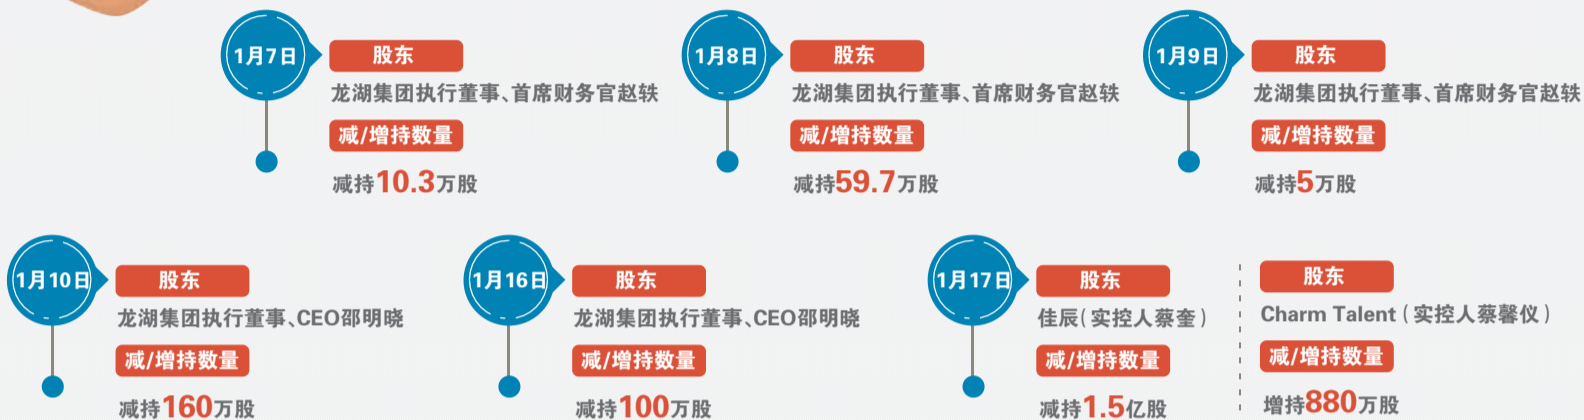 1月7日
股东
龙湖集团执行董事、首席财务官赵轶
减/增持数量
减持10.3万股
1月8日
股东
龙湖集团执行董事、首席财务官赵轶
减/增持数量
减持59.7万股
1月9日
股东
龙湖集团执行董事、首席财务官赵轶
减/增持数量
减持5万股
1月10日
股东
龙湖集团执行董事、CEO邵明晓
减/增持数量
减持160万股
1月16日
股东
龙湖集团执行董事、CEO邵明晓
减/增持数量
减持100万股
1月17日
股东
佳辰（实控人蔡奎）
减/增持数量
减持1.5亿股
股东
Charm Talent（实控人蔡馨仪）
减/增持数量
增持880万股